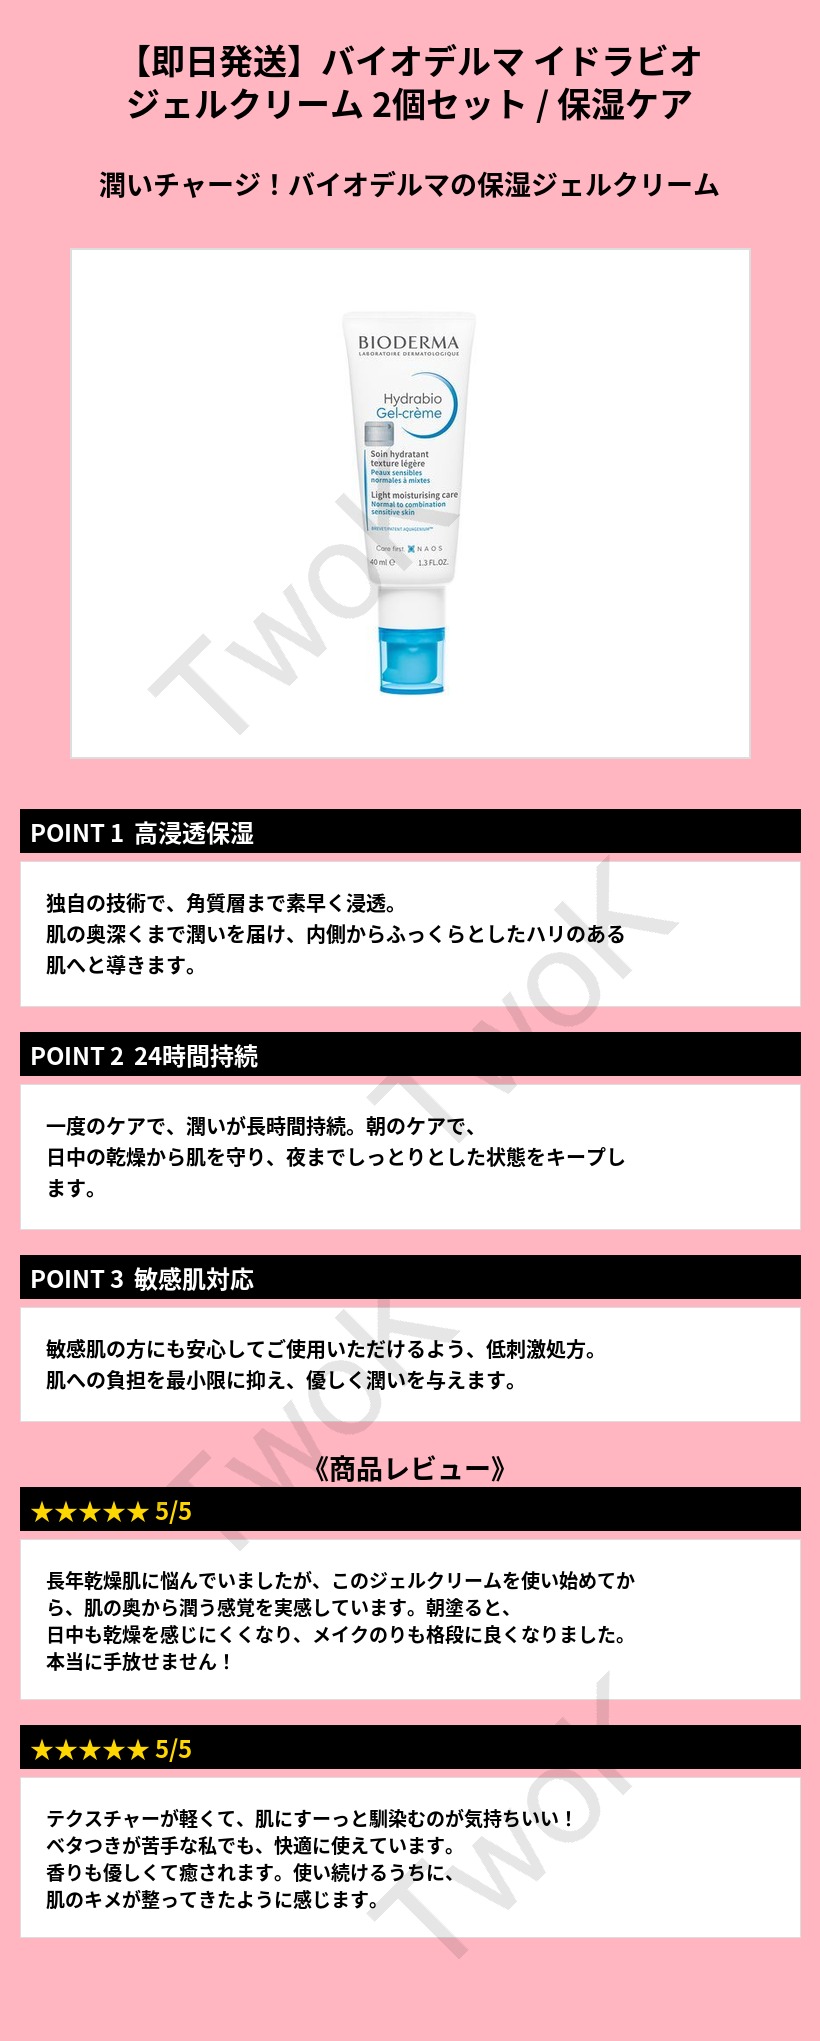 【即日発送】バイオデルマ イドラビオ
ジェルクリーム 2個セット / 保湿ケア
潤いチャージ！バイオデルマの保湿ジェルクリーム
BIODERMA
LABORATOIRE DERMATOLOGIQUE
Hydrabio
Gel-crème
Soin hydratant
texture légère
Peaux sensibles
normales à mixtes
Light moisturising care
Normal to combination
sensitive skin
BREVET/PATENT AQUAGENIUM™
Care first. NAOS
40 ml ℮ 1.3 FL.OZ.
TwoK
POINT 1 高浸透保湿
独自の技術で、角質層まで素早く浸透。
肌の奥深くまで潤いを届け、内側からふっくらとしたハリのある
肌へと導きます。
TwoK
POINT 2 24時間持続
一度のケアで、潤いが長時間持続。朝のケアで、
日中の乾燥から肌を守り、夜までしっとりとした状態をキープし
ます。
POINT 3 敏感肌対応
敏感肌の方にも安心してご使用いただけるよう、低刺激処方。
肌への負担を最小限に抑え、優しく潤いを与えます。
TwoK
《商品レビュー》
★★★★★ 5/5
長年乾燥肌に悩んでいましたが、このジェルクリームを使い始めてか
ら、肌の奥から潤う感覚を実感しています。朝塗ると、
日中も乾燥を感じにくくなり、メイクのりも格段に良くなりました。
本当に手放せません！
★★★★★ 5/5
テクスチャーが軽くて、肌にすーっと馴染むのが気持ちいい！
ベタつきが苦手な私でも、快適に使えています。
香りも優しくて癒されます。使い続けるうちに、
肌のキメが整ってきたように感じます。
TwoK